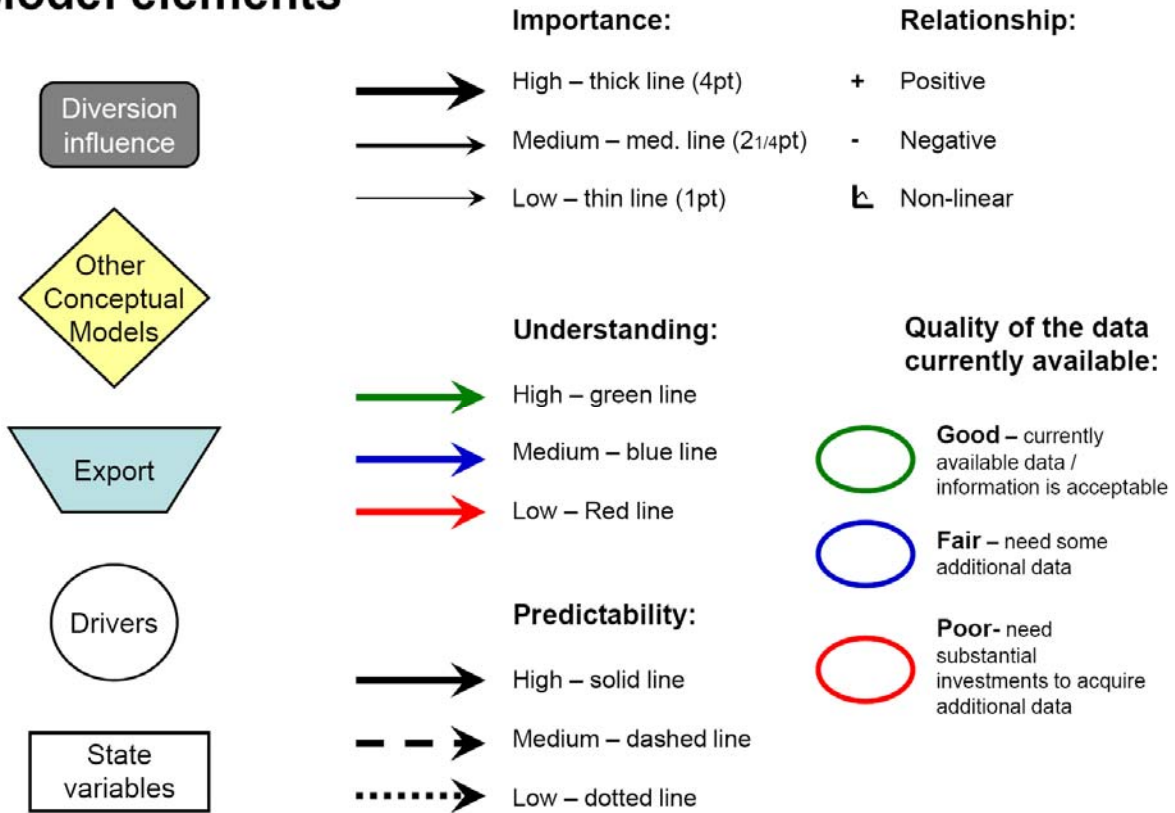 Model elements
Diversion
influence
Other
Conceptual
Models
Export
Drivers
State
variables
Importance:
High – thick line (4pt)
Medium – med. line (21/4pt)
Low – thin line (1pt)
Understanding:
High – green line
Medium – blue line
Low – Red line
Predictability:
High – solid line
Medium – dashed line
Low – dotted line
Relationship:
+ Positive
- Negative
Non-linear
Quality of the data
currently available:
Good – currently
available data /
information is acceptable
Fair – need some
additional data
Poor- need
substantial
investments to acquire
additional data